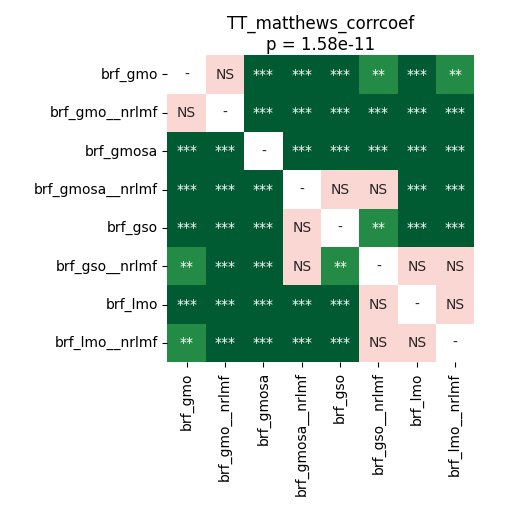 TT_matthews_corrcoef
p = 1.58e-11
brf_gmo - NS *** *** *** ** *** **
brf_gmo__nrlmf NS - *** *** *** *** *** ***
brf_gmosa *** *** - *** *** *** *** ***
brf_gmosa__nrlmf *** *** *** - NS NS *** ***
brf_gso *** *** *** NS - ** *** ***
brf_gso__nrlmf ** *** *** NS ** - NS NS
brf_lmo *** *** *** *** *** NS - NS
brf_lmo__nrlmf ** *** *** *** *** NS NS -
brf_gmo
brf_gmo__nrlmf
brf_gmosa
brf_gmosa__nrlmf
brf_gso
brf_gso__nrlmf
brf_lmo
brf_lmo__nrlmf